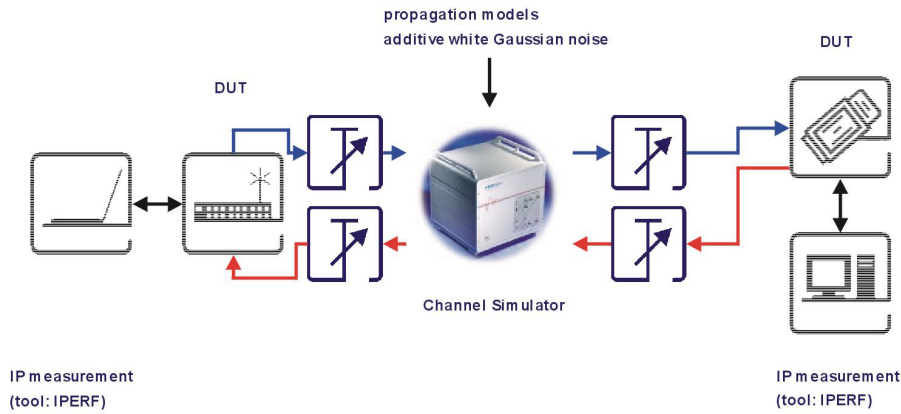 propagation models
additive white Gaussian noise
DUT
DUT
Channel Simulator
IP measurement
(tool: IPERF)
IP measurement
(tool: IPERF)